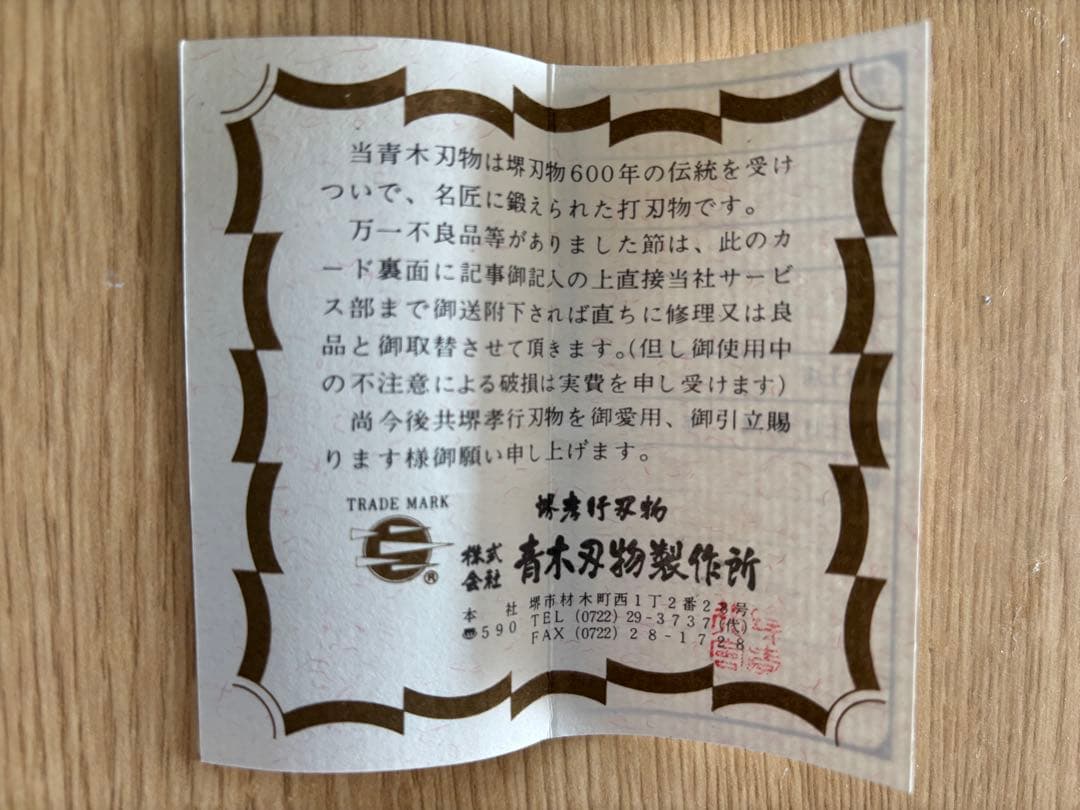 当青木刃物は堺刃物600年の伝統を受け
ついで、名匠に鍛えられた打刃物です。
万一不良品等がありました節は、此のカ
ード裏面に記事御記入の上直接当社サービ
ス部まで御送附下されば直ちに修理又は良
品と御取替させて頂きます。(但し御使用中
の不注意による破損は実費を申し受けます)
尚今後共堺孝行刃物を御愛用、御引立賜
ります様御願い申し上げます。
TRADE MARK
®
堺孝行刃物
株式会社 青木刃物製作所
本社 堺市材木町西1丁2番28号
590 TEL (0722) 29-3737(代)
FAX (0722) 28-1728